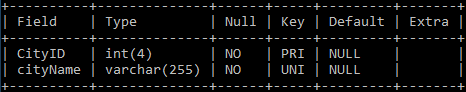 +----------+--------------+------+-----+---------+-------+
| Field    | Type         | Null | Key | Default | Extra |
+----------+--------------+------+-----+---------+-------+
| CityID   | int(4)       | NO   | PRI | NULL    |       |
| cityName | varchar(255) | NO   | UNI | NULL    |       |
+----------+--------------+------+-----+---------+-------+